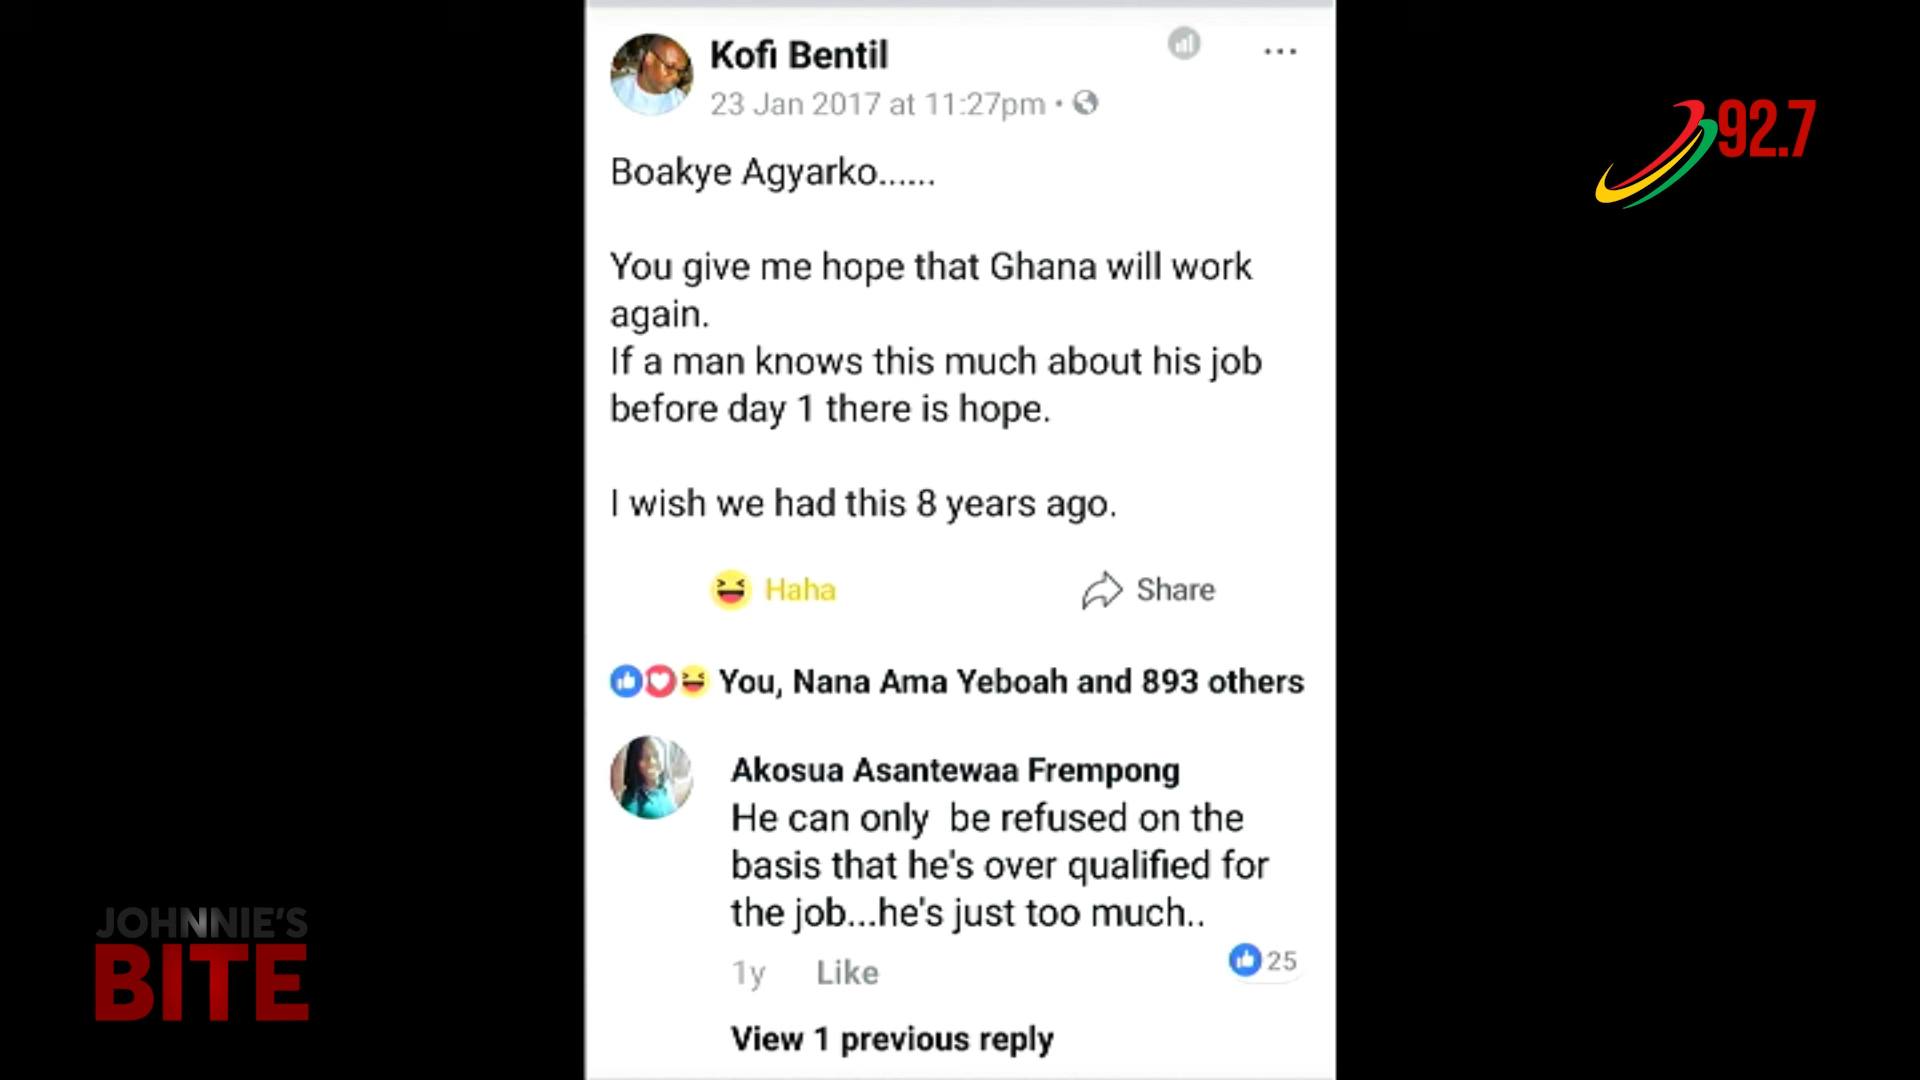 Kofi Bentil
23 Jan 2017 at 11:27pm •
Boakye Agyarko......
You give me hope that Ghana will work
again.
If a man knows this much about his job
before day 1 there is hope.
I wish we had this 8 years ago.
Haha
Share
You, Nana Ama Yeboah and 893 others
Akosua Asantewaa Frempong
He can only  be refused on the
basis that he's over qualified for
the job...he's just too much..
1y Like
25
View 1 previous reply
92.7
JOHNNIE'S
BITE